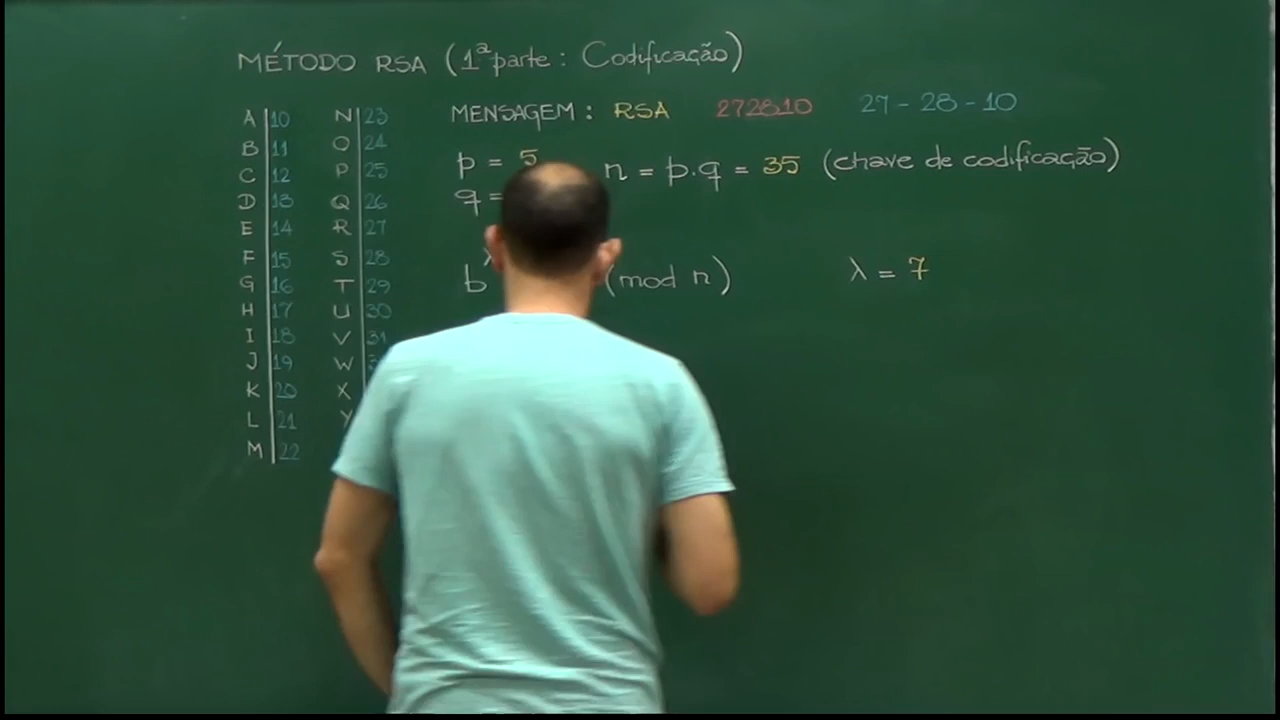 MÉTODO RSA (1ª parte: Codificação)
MENSAGEM: RSA 272810 27-28-10
p = 5
n = p.q = 35 (chave de codificação)
q =
b (mod n) λ = 7
A 10 N 23
B 11 O 24
C 12 P 25
D 13 Q 26
E 14 R 27
F 15 S 28
G 16 T 29
H 17 U 30
I 18 V 31
J 19 W
K 20 X
L 21 Y
M 22